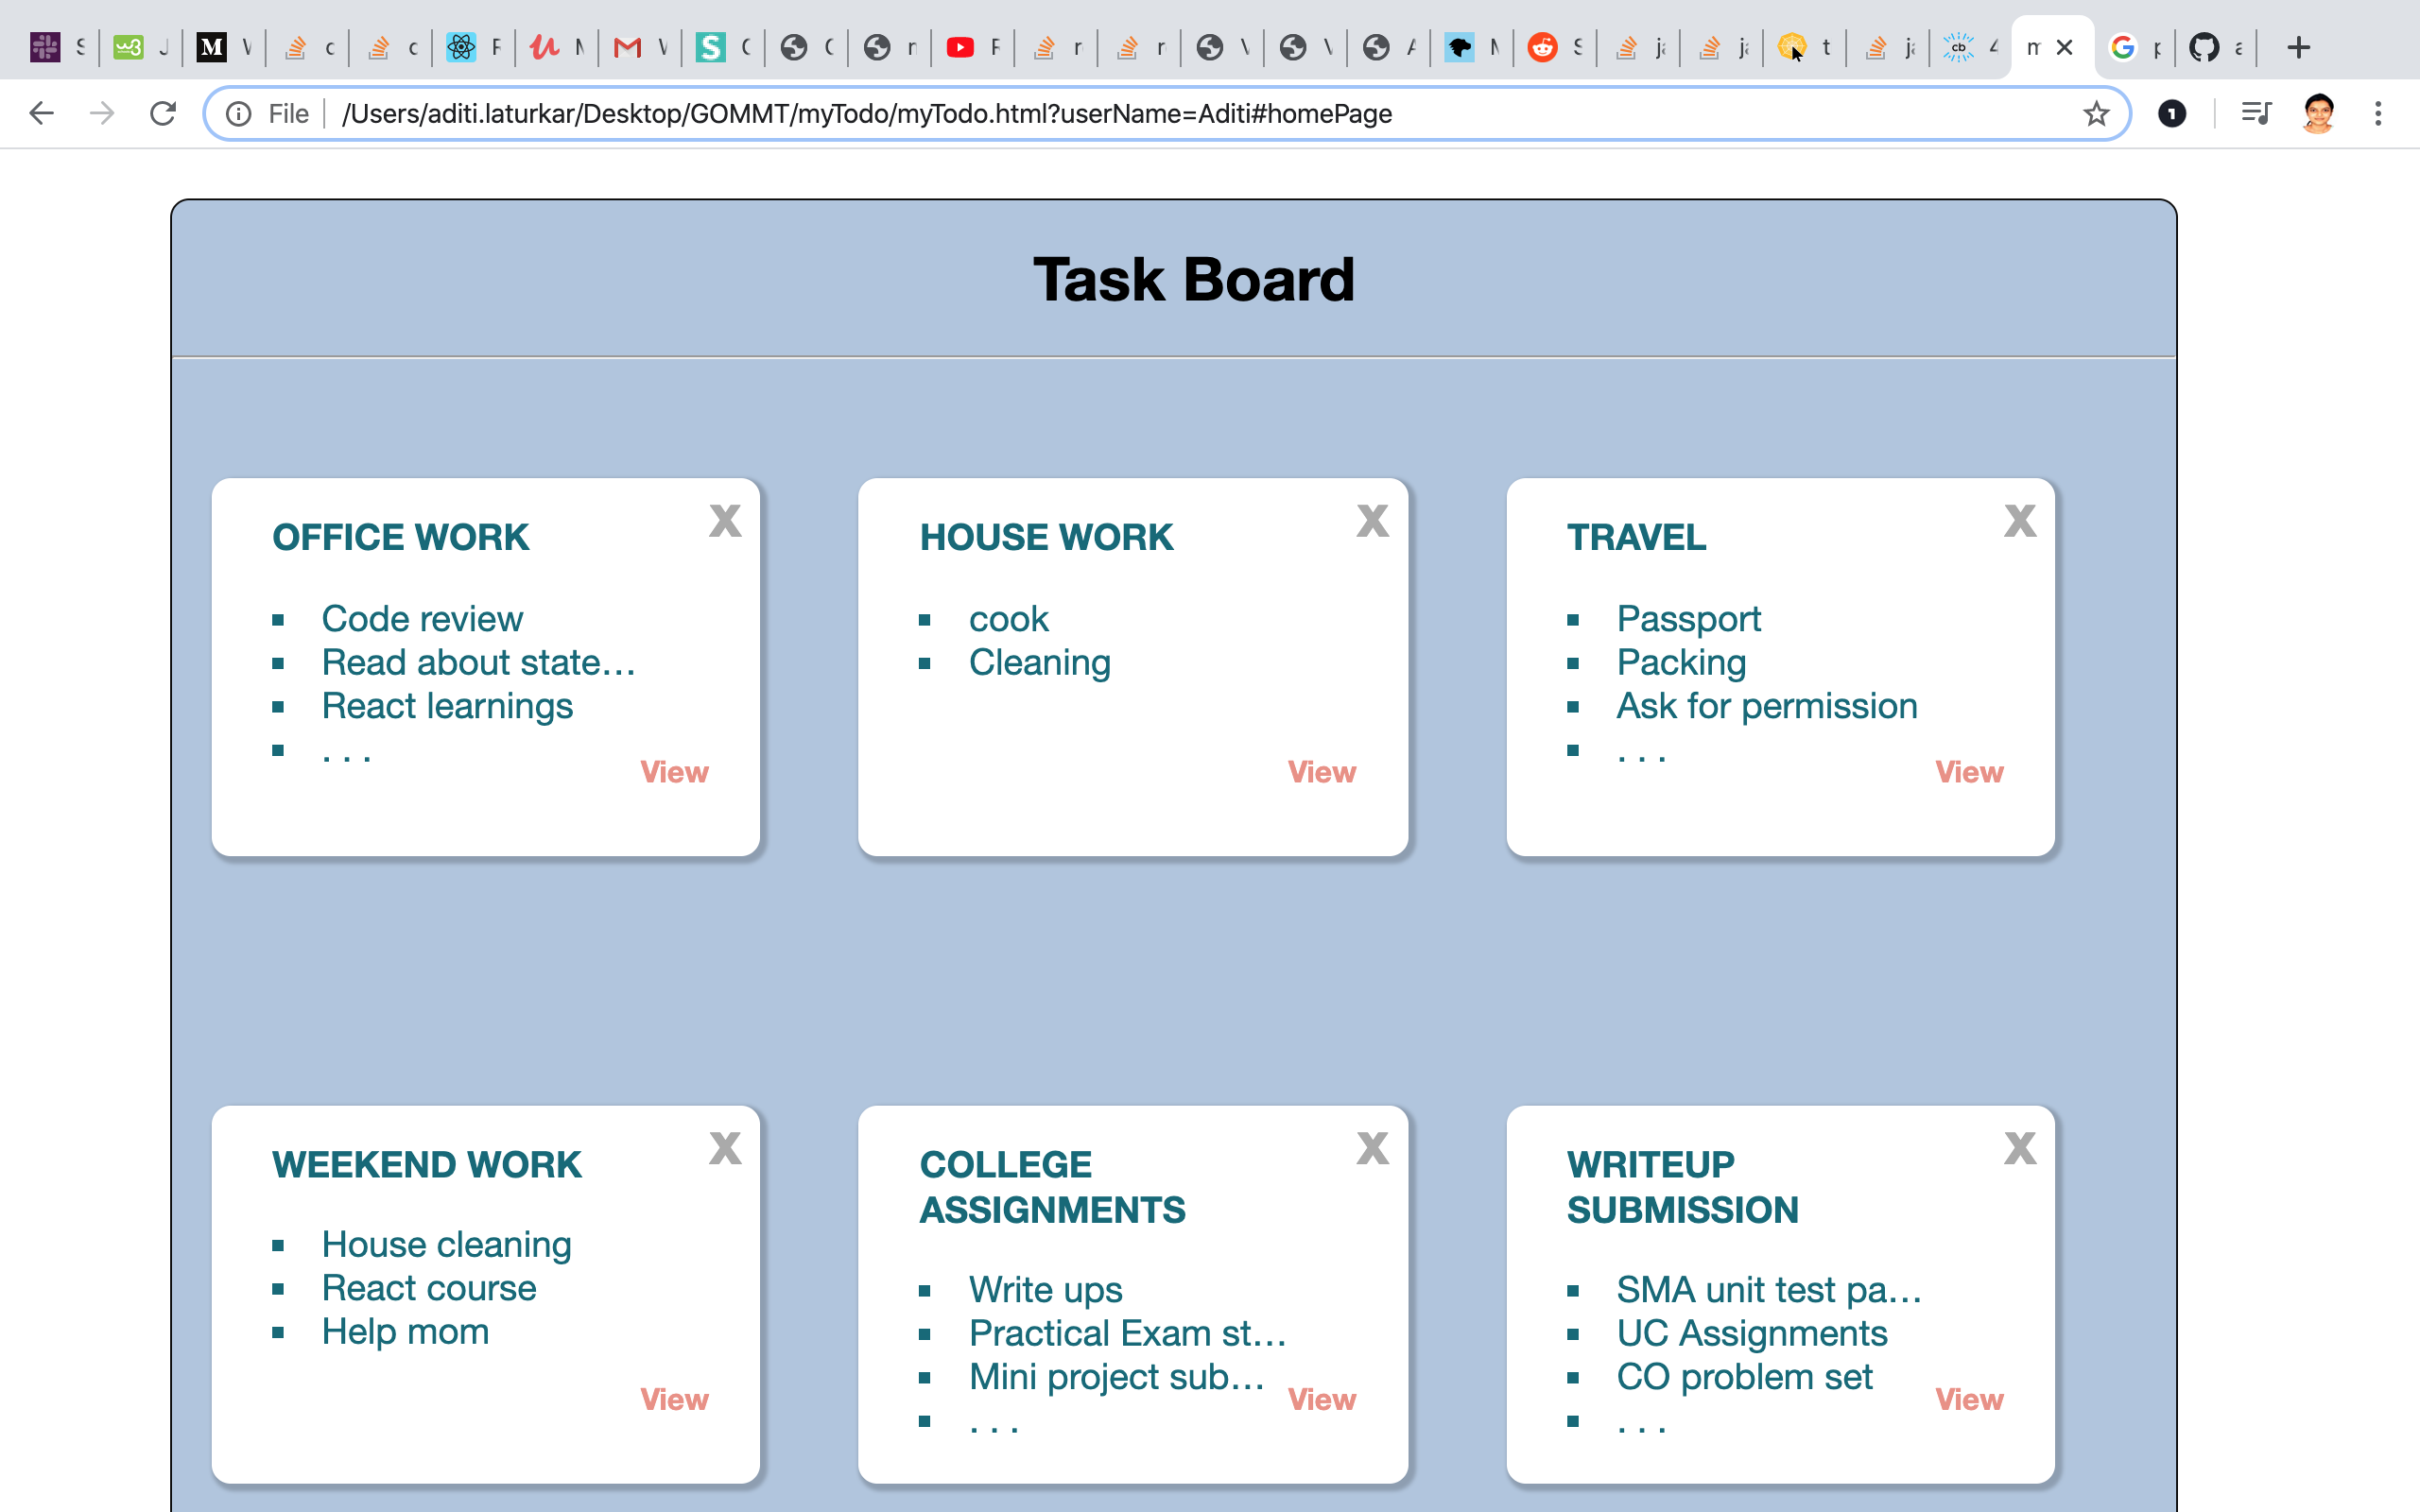 File /Users/aditi.laturkar/Desktop/GOMMT/myTodo/myTodo.html?userName=Aditi#homePage
Task Board
OFFICE WORK X
Code review
Read about state…
React learnings
. . .
View
HOUSE WORK X
cook
Cleaning
View
TRAVEL X
Passport
Packing
Ask for permission
. . .
View
WEEKEND WORK X
House cleaning
React course
Help mom
View
COLLEGE X
ASSIGNMENTS
Write ups
Practical Exam st…
Mini project sub…
. . .
View
WRITEUP X
SUBMISSION
SMA unit test pa…
UC Assignments
CO problem set
. . .
View